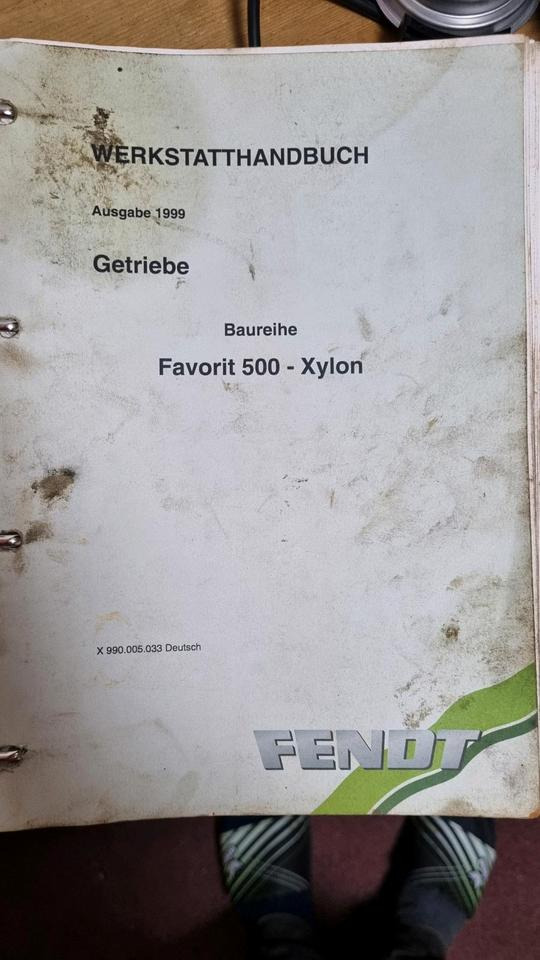 WERKSTATTHANDBUCH
Ausgabe 1999
Getriebe
Baureihe
Favorit 500 - Xylon
X 990.005.033 Deutsch
FENDT